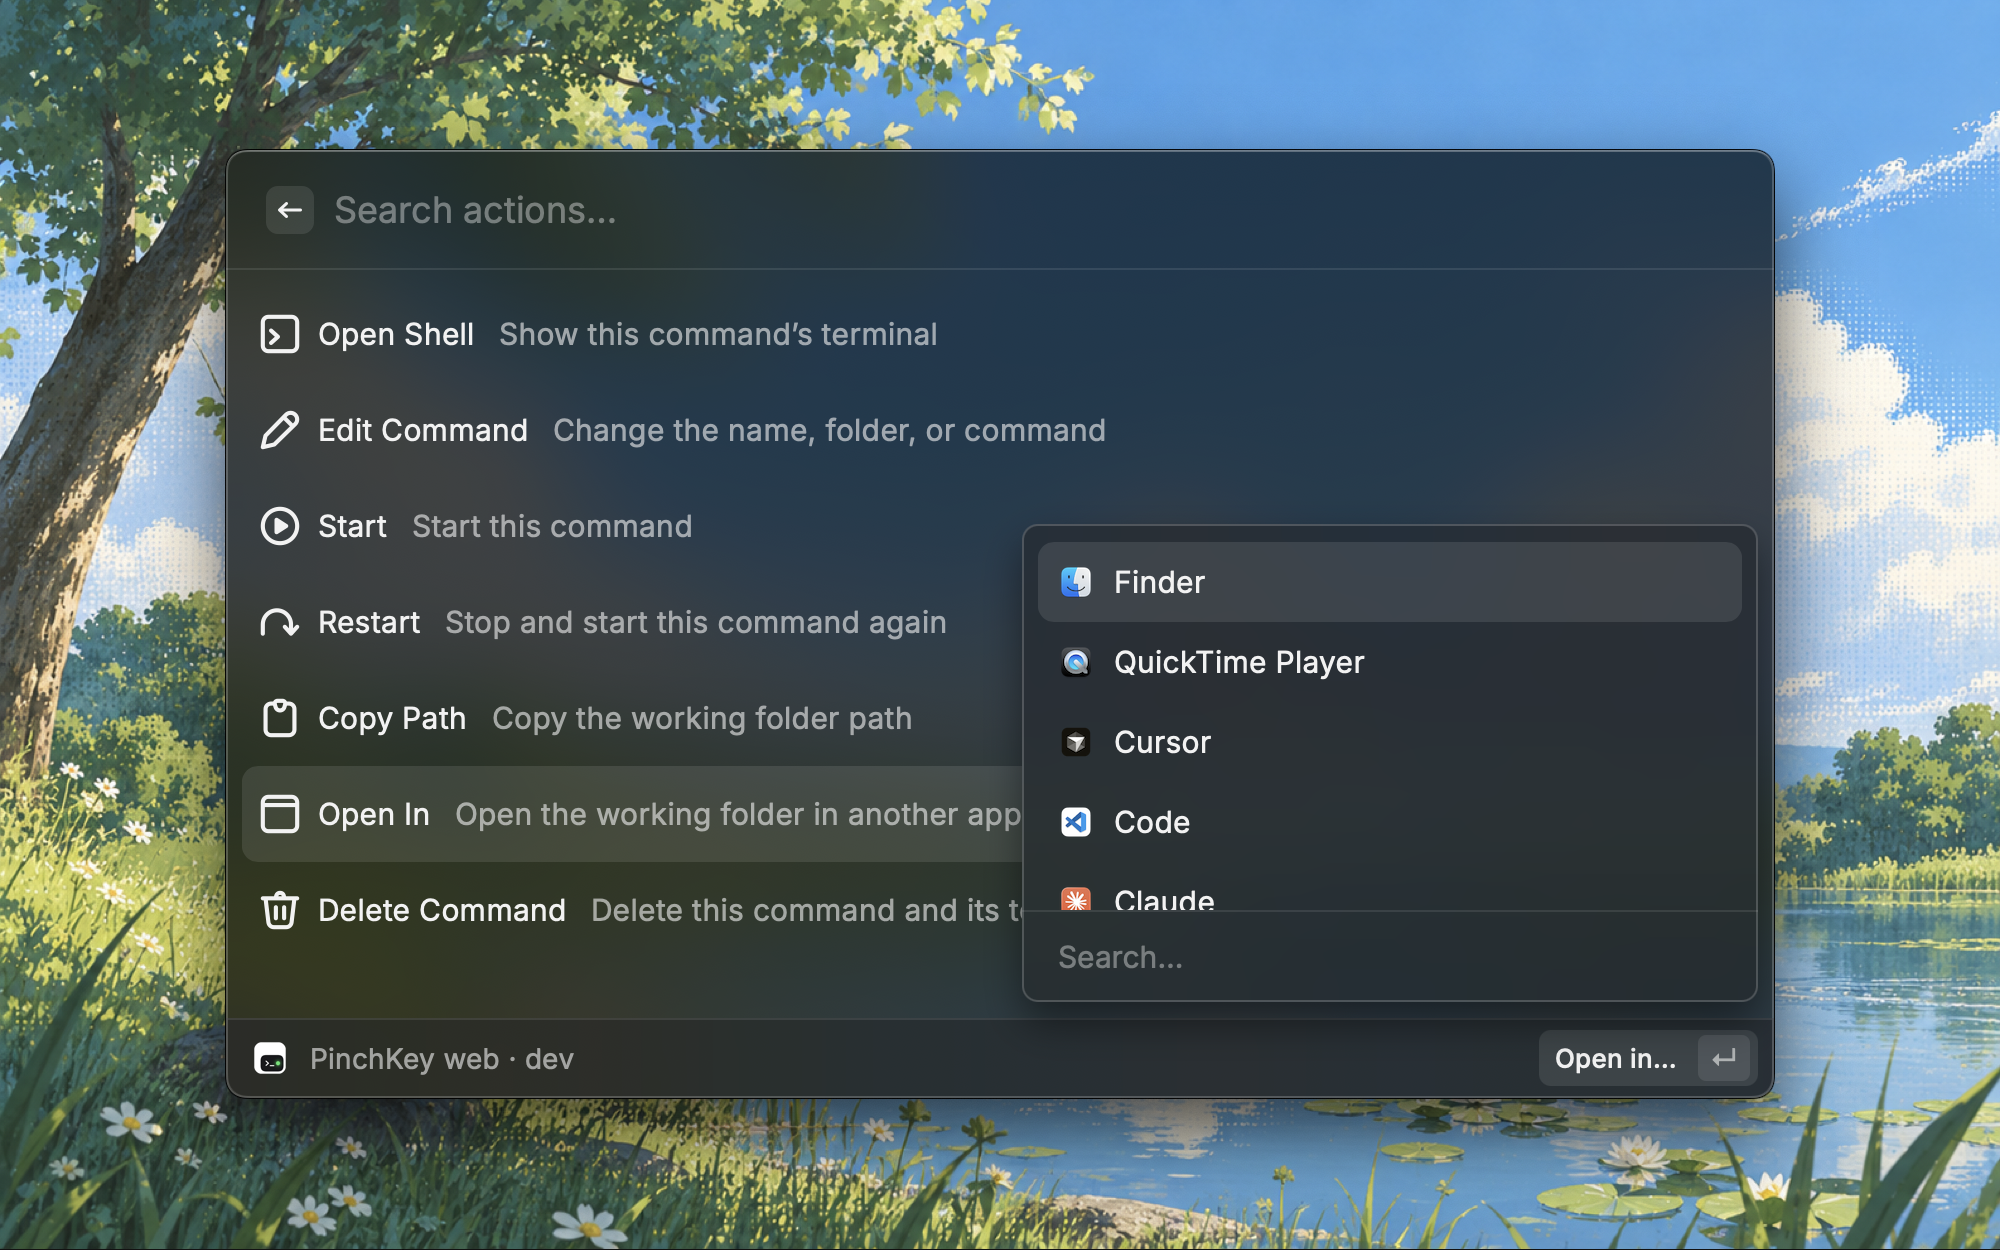 Search actions...
Open Shell Show this command’s terminal
Edit Command Change the name, folder, or command
Start Start this command
Restart Stop and start this command again
Copy Path Copy the working folder path
Open In Open the working folder in another app
Delete Command Delete this command and its
Finder
QuickTime Player
Cursor
Code
Claude
Search...
PinchKey web · dev
Open in...